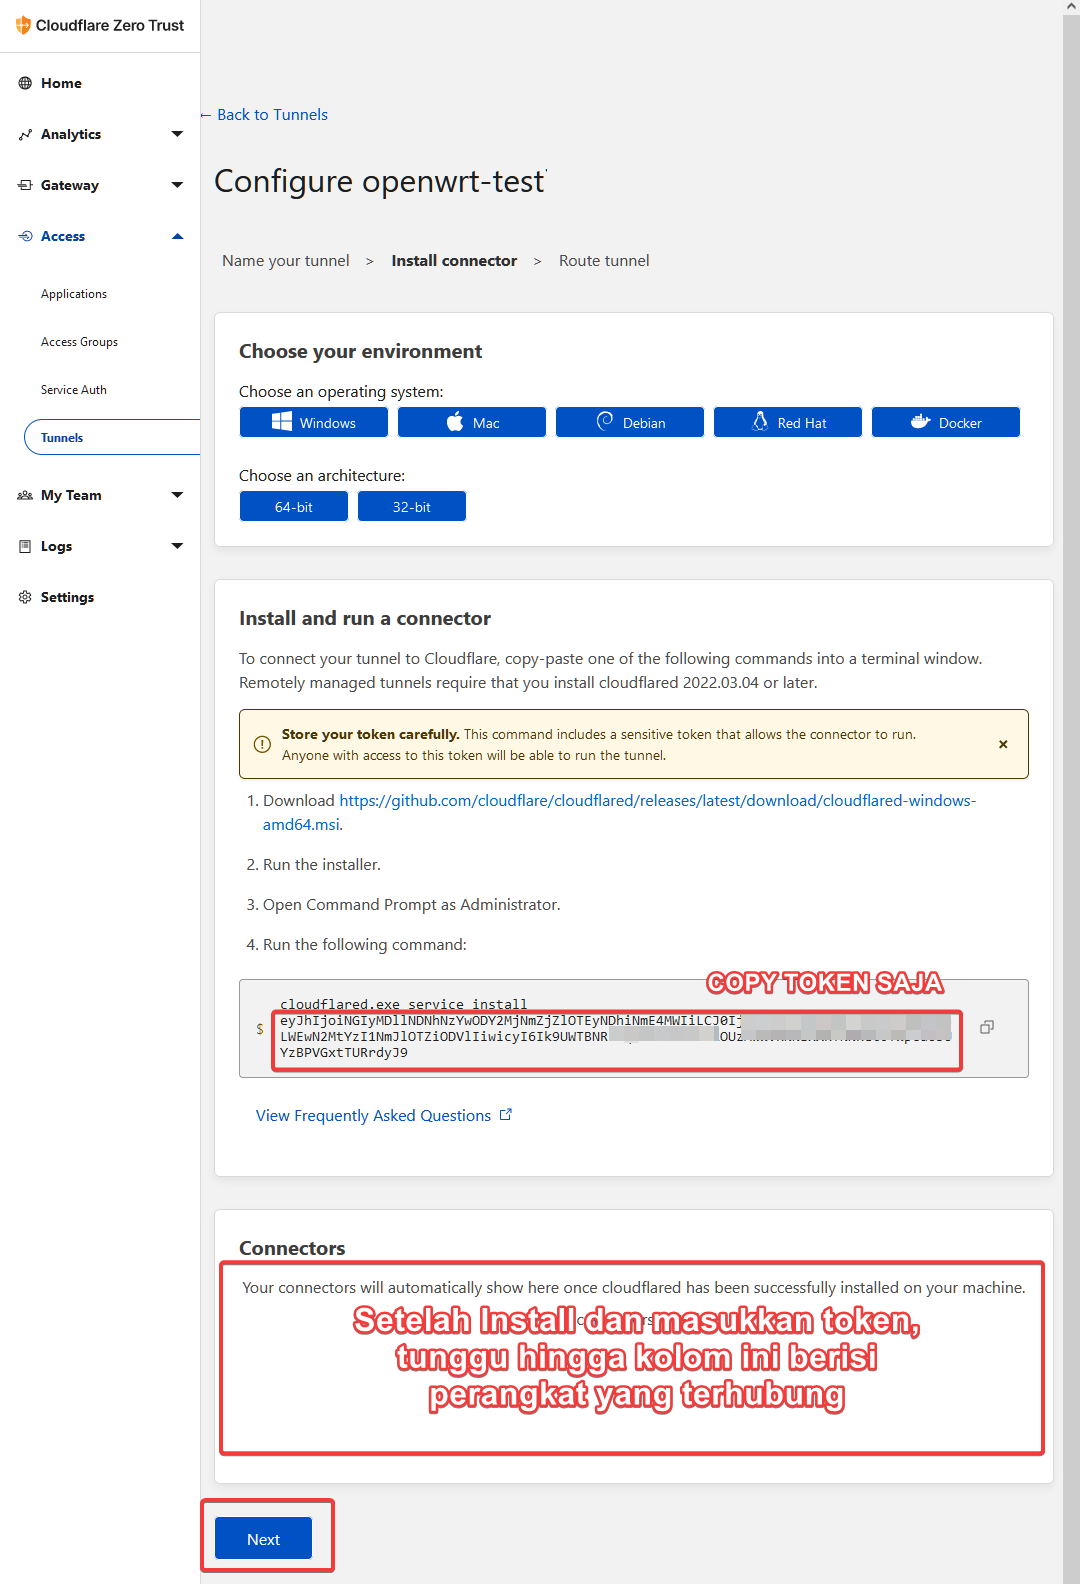 Cloudflare Zero Trust
Home
Analytics
Gateway
Access
Applications
Access Groups
Service Auth
Tunnels
My Team
Logs
Settings
← Back to Tunnels
Configure openwrt-test
Name your tunnel > Install connector > Route tunnel
Choose your environment
Choose an operating system:
Windows Mac Debian Red Hat Docker
Choose an architecture:
64-bit 32-bit
Install and run a connector
To connect your tunnel to Cloudflare, copy-paste one of the following commands into a terminal window.
Remotely managed tunnels require that you install cloudflared 2022.03.04 or later.
Store your token carefully. This command includes a sensitive token that allows the connector to run.
Anyone with access to this token will be able to run the tunnel.
1. Download https://github.com/cloudflare/cloudflared/releases/latest/download/cloudflared-windows-
amd64.msi.
2. Run the installer.
3. Open Command Prompt as Administrator.
4. Run the following command:
COPY TOKEN SAJA
cloudflared.exe service install
$
eyJhIjoiNGIyMDllNDNhNzYwODY2MjNmZjZlOTEyNDhiNmE4MWIiLCJ0Ij
LWEwN2MtYzI1NmJlOTZiODVlIiwicyI6Ik9UWTBNR
YzBPVGxtTURrdyJ9
View Frequently Asked Questions
Connectors
Your connectors will automatically show here once cloudflared has been successfully installed on your machine.
Setelah Install dan masukkan token,
tunggu hingga kolom ini berisi
perangkat yang terhubung
Next